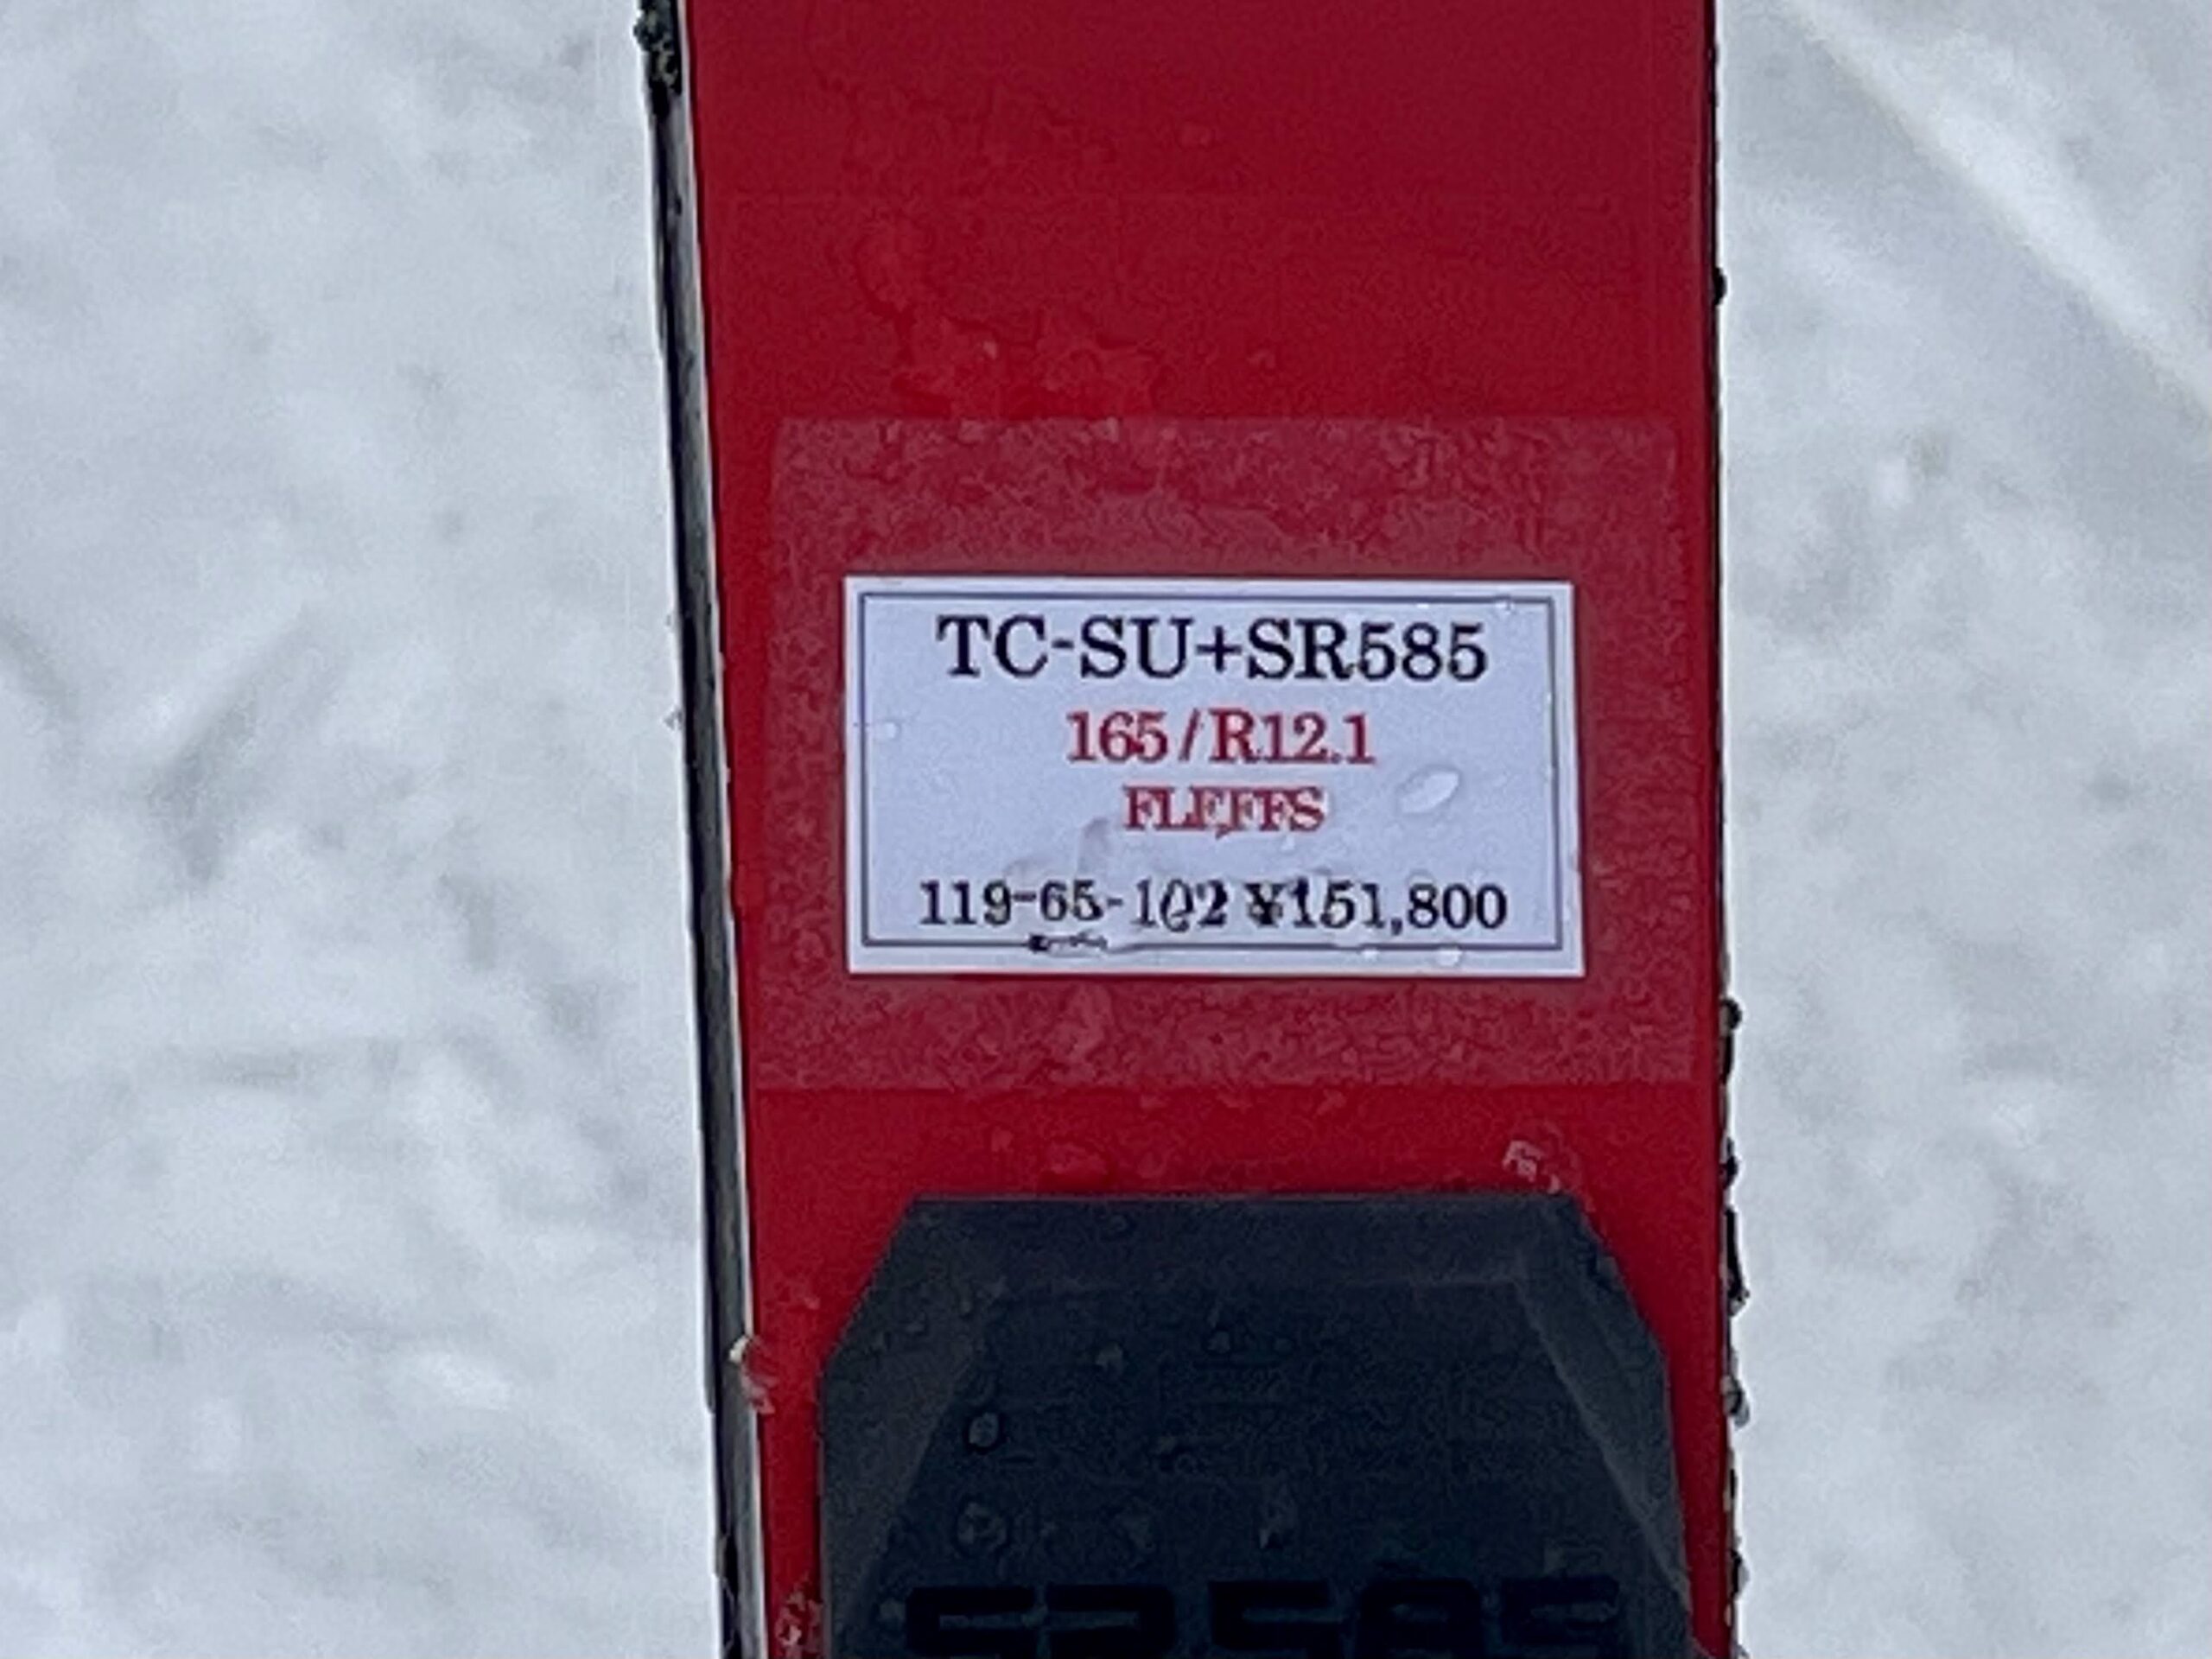 TC-SU+SR585
165/R12.1
FLEFFS
119-65-102 ¥151,800